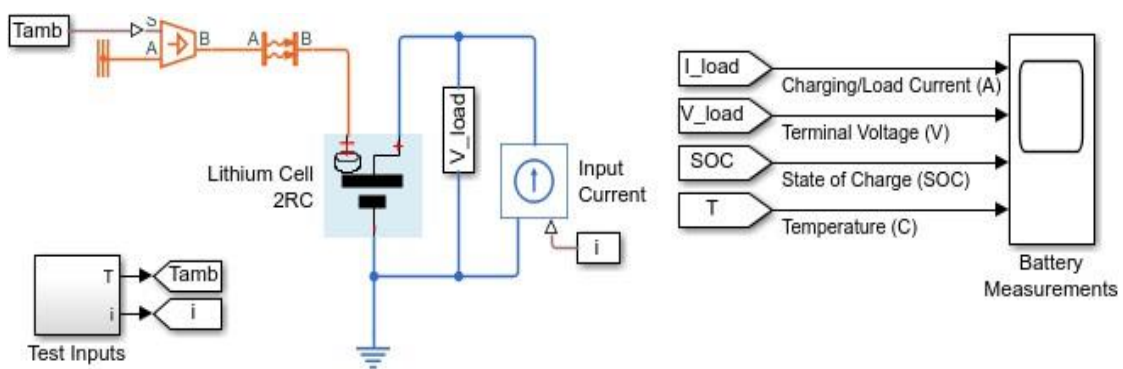 Tamb
S
A
B
A
B
V_load
Lithium Cell
2RC
Input
Current
i
T
i
Tamb
i
Test Inputs
I_load
Charging/Load Current (A)
V_load
Terminal Voltage (V)
SOC
State of Charge (SOC)
T
Temperature (C)
Battery
Measurements